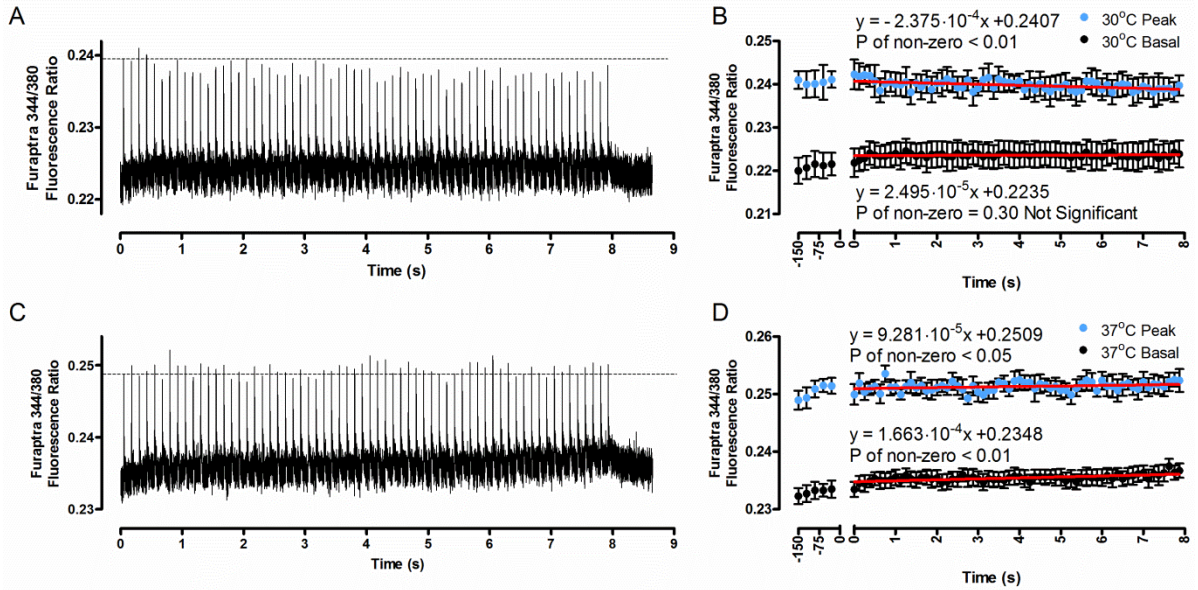 A
Furaptra 344/380
Fluorescence Ratio
0.24
0.23
0.22
0 1 2 3 4 5 6 7 8 9
Time (s)
B
y = - 2.375·10-4x +0.2407
P of non-zero < 0.01
30oC Peak
30oC Basal
Furaptra 344/380
Fluorescence Ratio
0.25
0.24
0.23
0.22
0.21
y = 2.495·10-5x +0.2235
P of non-zero = 0.30 Not Significant
-150 -75 0 0 1 2 3 4 5 6 7 8
Time (s)
C
Furaptra 344/380
Fluorescence Ratio
0.25
0.24
0.23
0 1 2 3 4 5 6 7 8 9
Time (s)
D
y = 9.281·10-5x +0.2509
P of non-zero < 0.05
37oC Peak
37oC Basal
Furaptra 344/380
Fluorescence Ratio
0.26
0.25
0.24
0.23
y = 1.663·10-4x +0.2348
P of non-zero < 0.01
-150 -75 0 0 1 2 3 4 5 6 7 8
Time (s)